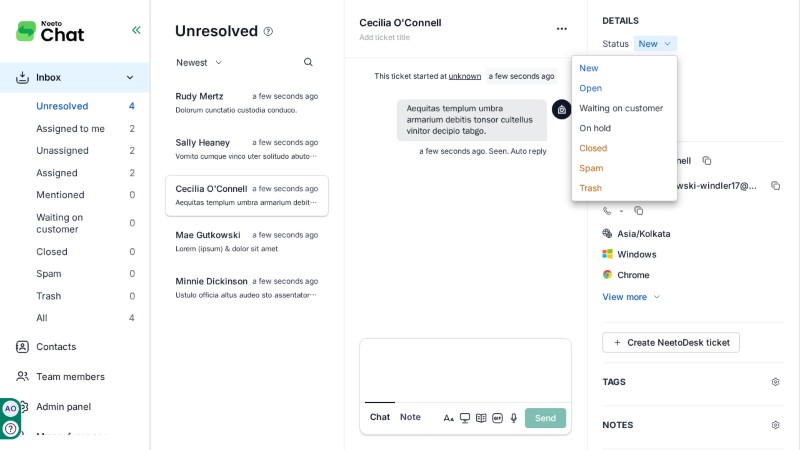 Neeto
Chat
Inbox
Unresolved 4
Assigned to me 2
Unassigned 2
Assigned 2
Mentioned 0
Waiting on
customer 0
Closed 0
Spam 0
Trash 0
All 4
Contacts
Team members
Admin panel
AO
Unresolved
Newest
Rudy Mertz a few seconds ago
Dolorum cunctatio custodia conduco.
Sally Heaney a few seconds ago
Vomito cumque vinco uter solitudo abuto...
Cecilia O'Connell a few seconds ago
Aequitas templum umbra armarium debit...
Mae Gutkowski a few seconds ago
Lorem (ipsum) & dolor sit amet
Minnie Dickinson a few seconds ago
Ustulo officia altus audeo sto assentator...
Cecilia O'Connell
Add ticket title
This ticket started at unknown a few seconds ago
Aequitas templum umbra
armarium debitis tonsor cultellus
vinitor decipio tabgo.
a few seconds ago. Seen. Auto reply
Chat Note
GIF
Send
DETAILS
Status New
New
Open
Waiting on customer
On hold
Closed
Spam
Trash
nell
wski-windler17@...
-
Asia/Kolkata
Windows
Chrome
View more
+ Create NeetoDesk ticket
TAGS
NOTES